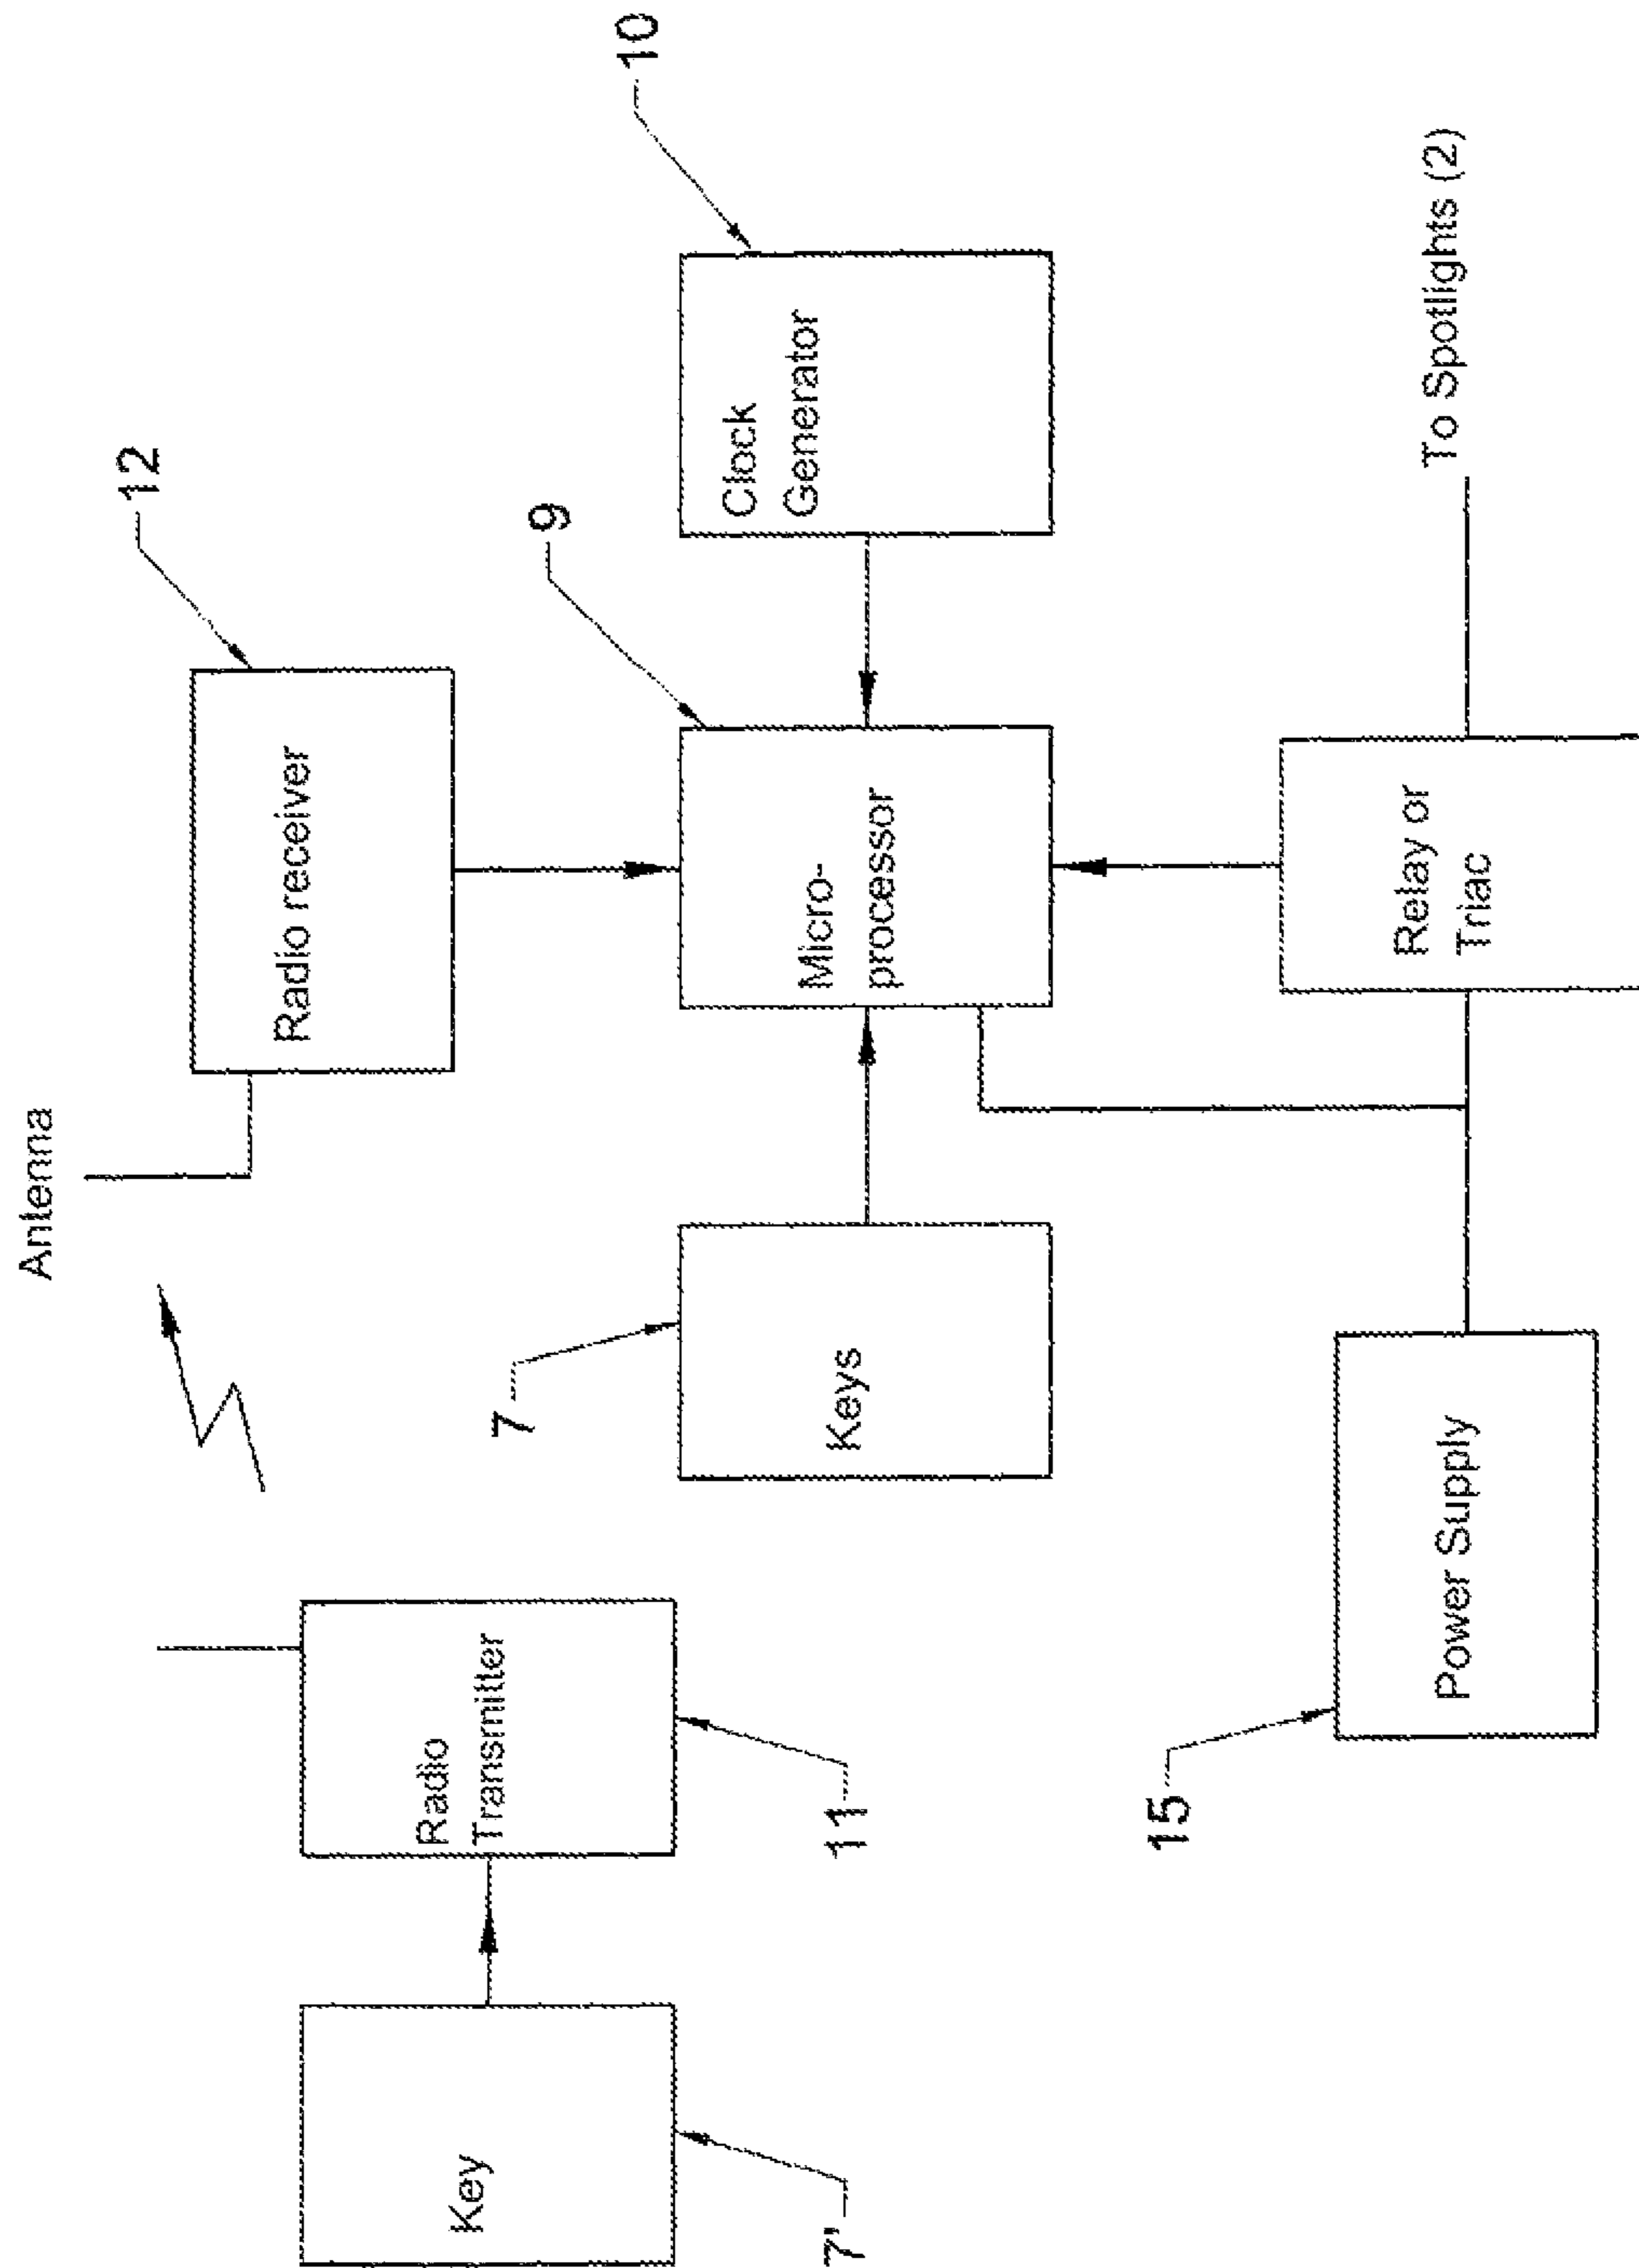 Antenna
12
Radio receiver
10
Radio
Transmitter
9
Key
11
7
Clock
Generator
7'
Keys
Micro-
processor
15
Power Supply
Relay or
Triac
To Spotlights (2)